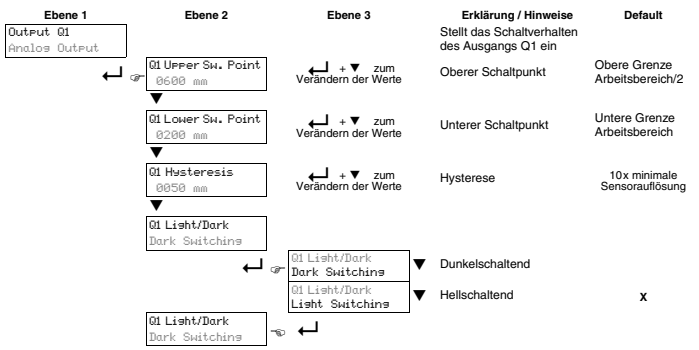 Ebene 1 Ebene 2 Ebene 3 Erklärung / Hinweise Default
Output Q1
Analog Output
Stellt das Schaltverhalten
des Ausgangs Q1 ein
Q1 Upper Sw. Point
0600 mm
+ ▼ zum
Verändern der Werte
Oberer Schaltpunkt
Obere Grenze
Arbeitsbereich/2
Q1 Lower Sw. Point
0200 mm
+ ▼ zum
Verändern der Werte
Unterer Schaltpunkt
Untere Grenze
Arbeitsbereich
Q1 Hysteresis
0050 mm
+ ▼ zum
Verändern der Werte
Hysterese
10x minimale
Sensorauflösung
Q1 Light/Dark
Dark Switching
Q1 Light/Dark
Dark Switching
Dunkelschaltend
Q1 Light/Dark
Light Switching
Hellschaltend
X
Q1 Light/Dark
Dark Switching